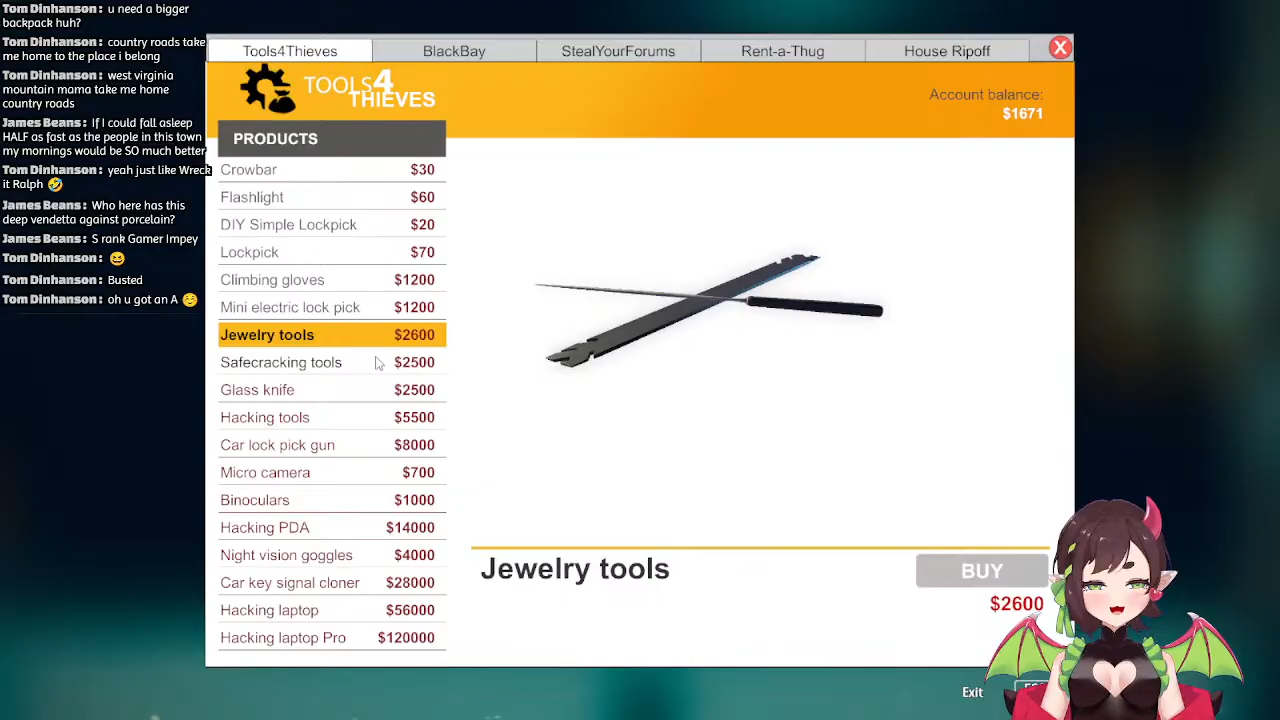 Tom Dinhanson : u need a bigger
backpack huh?
Tom Dinhanson : country roads take
me home to the place i belong
Tom Dinhanson : west virginia
mountain mama take me home
country roads
James Beans : If I could fall asleep
HALF as fast as the people in this town
my mornings would be SO much better
Tom Dinhanson : yeah just like Wreck
it Ralph 🤣
James Beans : Who here has this
deep vendetta against porcelain?
James Beans : S rank Gamer Impey
Tom Dinhanson : 😆
Tom Dinhanson : Busted
Tom Dinhanson : oh u got an A ☺️
Tools4Thieves
BlackBay
StealYourForums
Rent-a-Thug
House Ripoff
X
TOOLS 4
THIEVES
Account balance:
$1671
PRODUCTS
Crowbar $30
Flashlight $60
DIY Simple Lockpick $20
Lockpick $70
Climbing gloves $1200
Mini electric lock pick $1200
Jewelry tools $2600
Safecracking tools $2500
Glass knife $2500
Hacking tools $5500
Car lock pick gun $8000
Micro camera $700
Binoculars $1000
Hacking PDA $14000
Night vision goggles $4000
Car key signal cloner $28000
Hacking laptop $56000
Hacking laptop Pro $120000
Jewelry tools
BUY
$2600
Exit